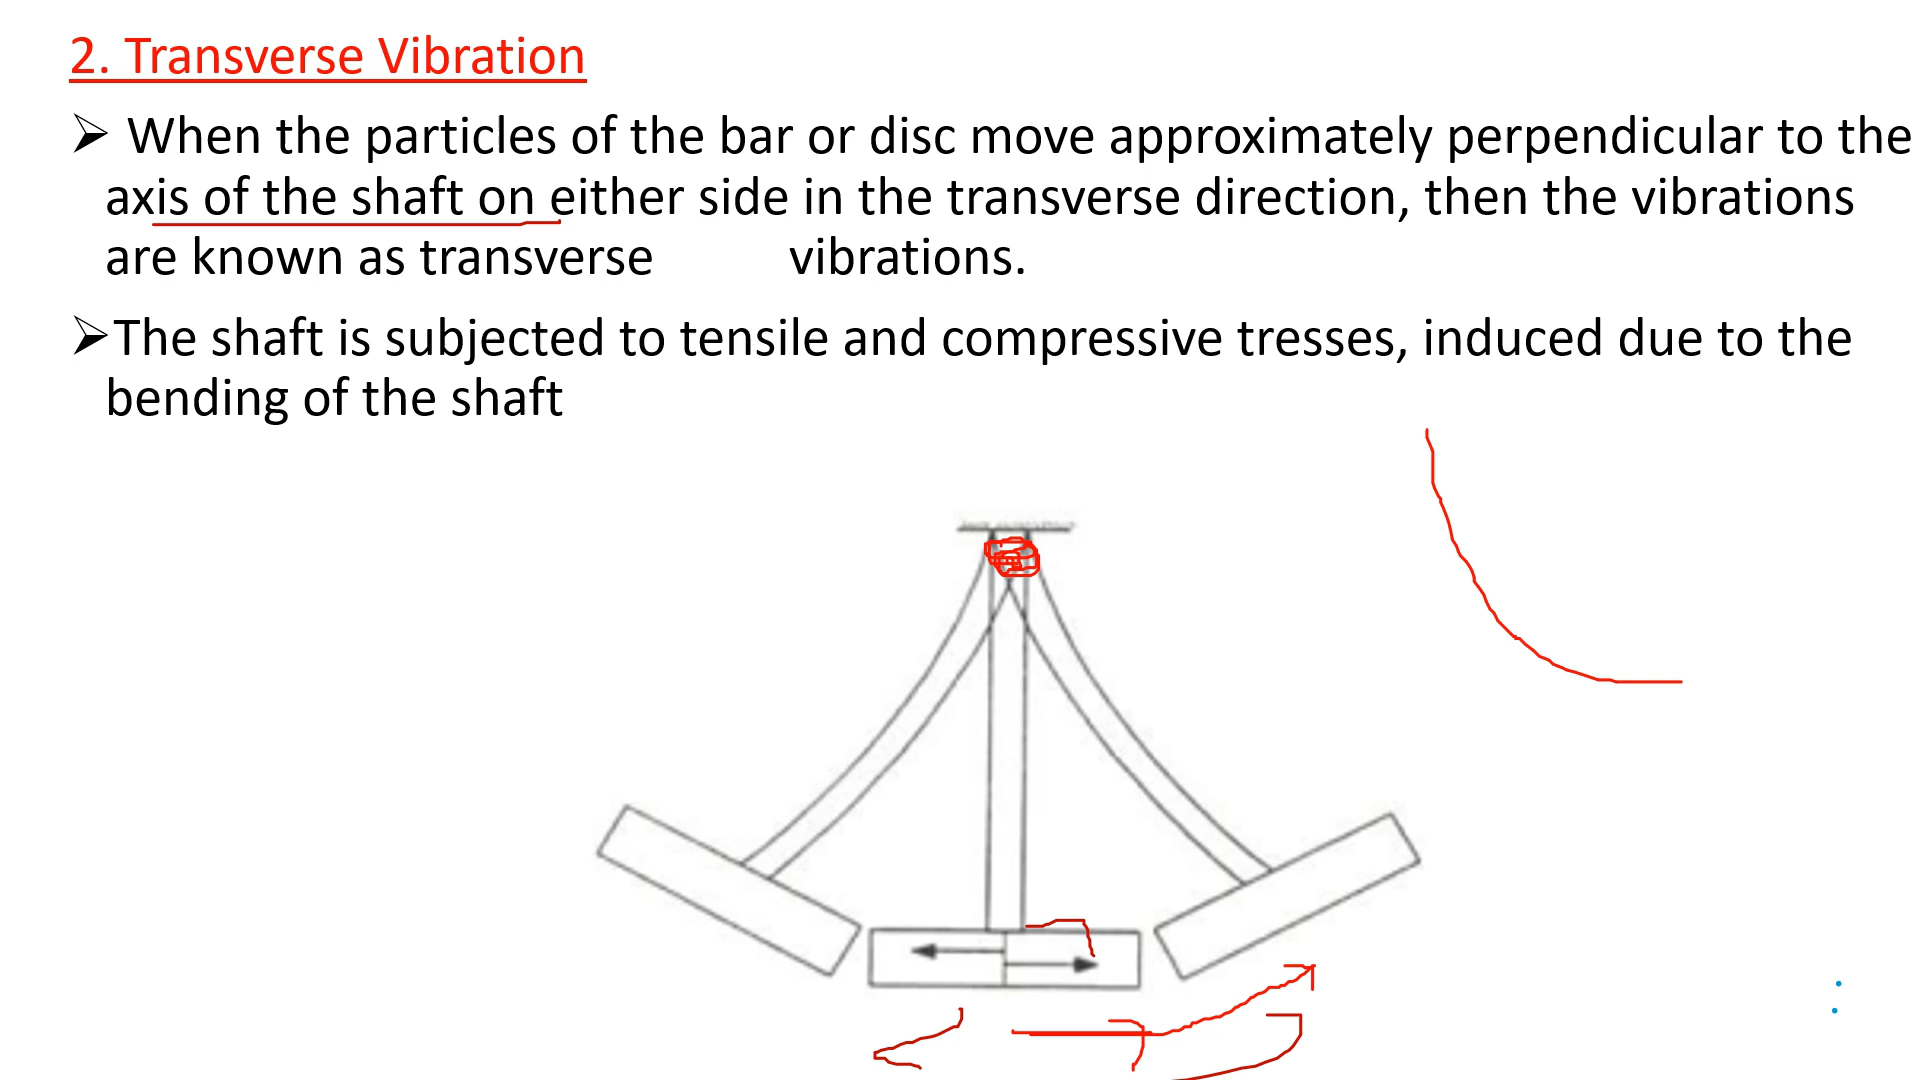 2. Transverse Vibration
➢ When the particles of the bar or disc move approximately perpendicular to the
axis of the shaft on either side in the transverse direction, then the vibrations
are known as transverse vibrations.
➢The shaft is subjected to tensile and compressive tresses, induced due to the
bending of the shaft